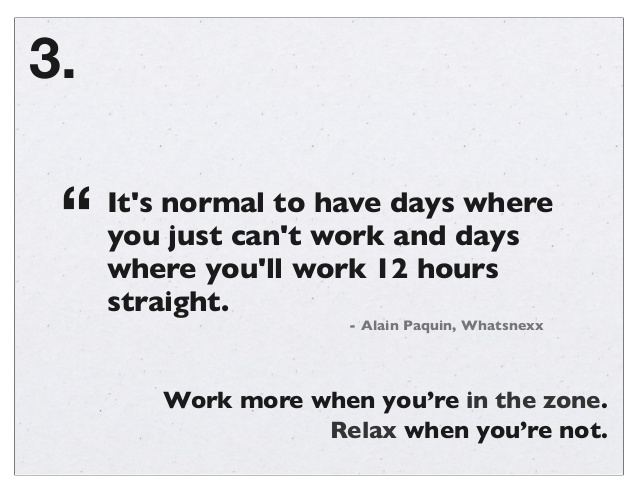 3.
“ It's normal to have days where
you just can't work and days
where you'll work 12 hours
straight.
- Alain Paquin, Whatsnexx
Work more when you’re in the zone.
Relax when you’re not.